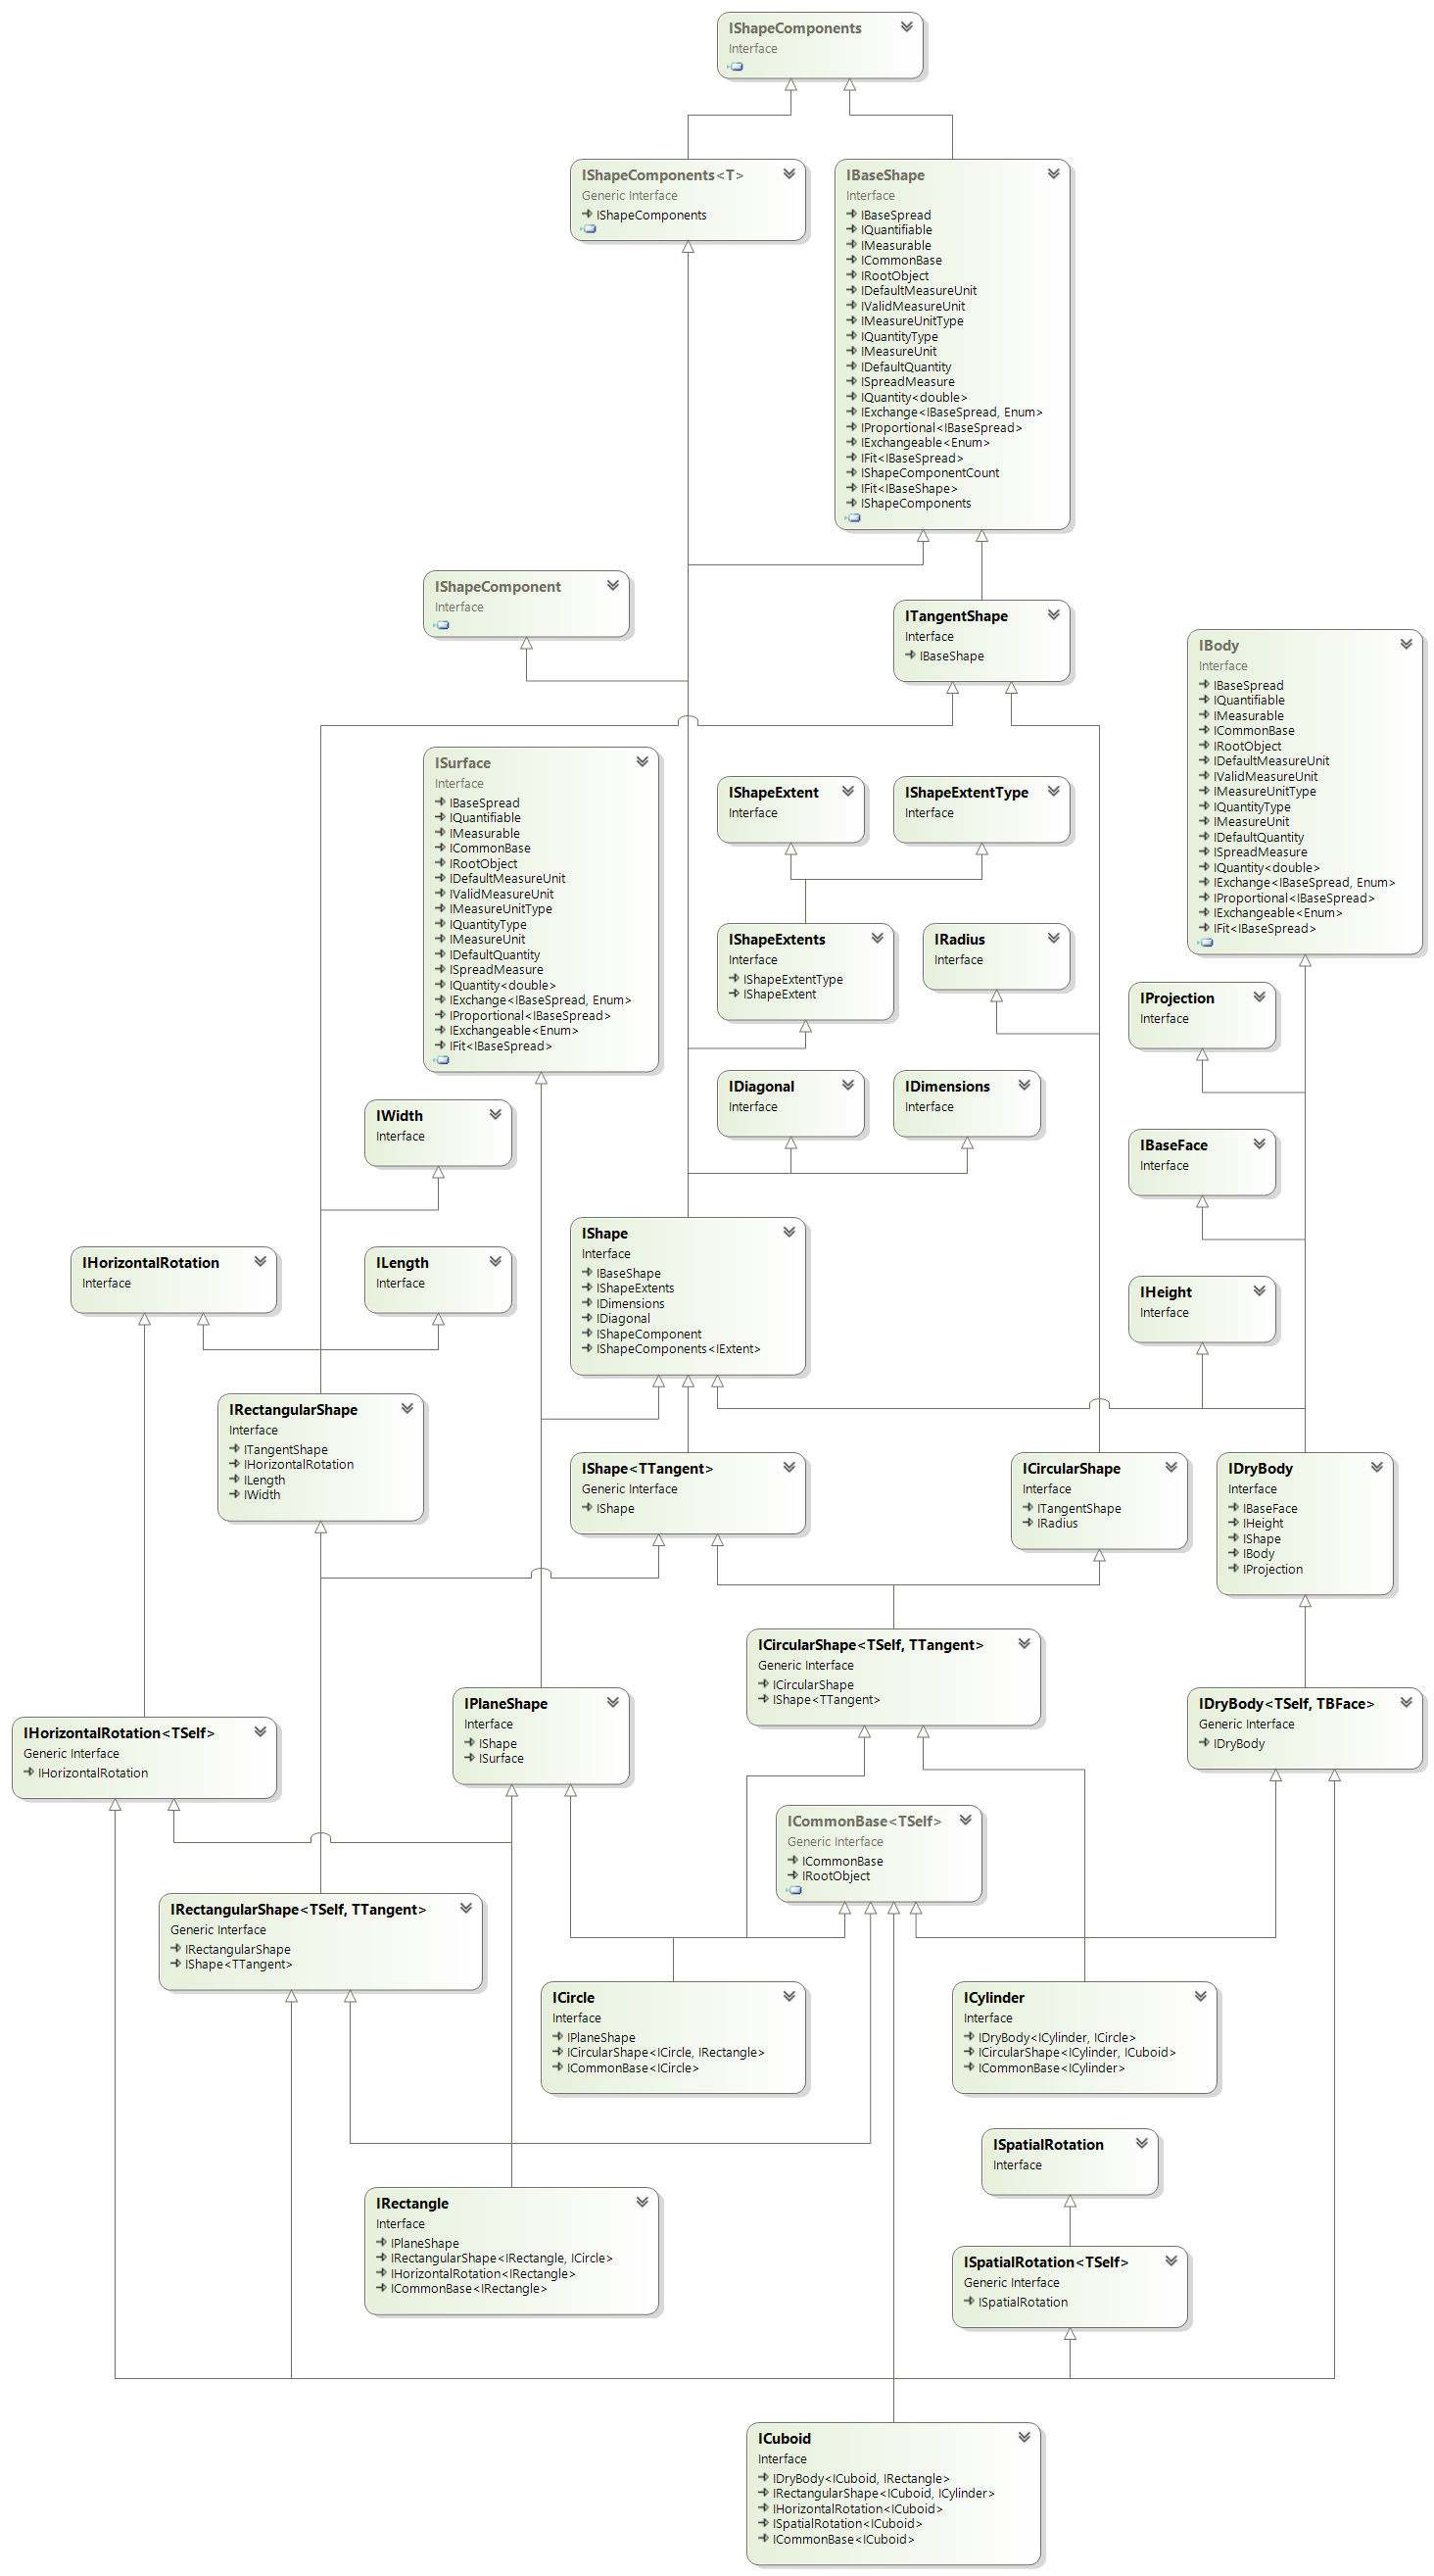 IShapeComponents
Interface
IShapeComponents<T>
Generic Interface
IShapeComponents
IBaseShape
Interface
IBaseSpread
IQuantifiable
IMeasurable
ICommonBase
IRootObject
IDefaultMeasureUnit
IValidMeasureUnit
IMeasureUnitType
IQuantityType
IMeasureUnit
IDefaultQuantity
ISpreadMeasure
IQuantity<double>
IExchange<IBaseSpread, Enum>
IProportional<IBaseSpread>
IExchangeable<Enum>
IFit<IBaseSpread>
IShapeComponentCount
IFit<IBaseShape>
IShapeComponents
IShapeComponent
Interface
ITangentShape
Interface
IBaseShape
IBody
Interface
IBaseSpread
IQuantifiable
IMeasurable
ICommonBase
IRootObject
IDefaultMeasureUnit
IValidMeasureUnit
IMeasureUnitType
IQuantityType
IMeasureUnit
IDefaultQuantity
ISpreadMeasure
IQuantity<double>
IExchange<IBaseSpread, Enum>
IProportional<IBaseSpread>
IExchangeable<Enum>
IFit<IBaseSpread>
ISurface
Interface
IBaseSpread
IQuantifiable
IMeasurable
ICommonBase
IRootObject
IDefaultMeasureUnit
IValidMeasureUnit
IMeasureUnitType
IQuantityType
IMeasureUnit
IDefaultQuantity
ISpreadMeasure
IQuantity<double>
IExchange<IBaseSpread, Enum>
IProportional<IBaseSpread>
IExchangeable<Enum>
IFit<IBaseSpread>
IShapeExtent
Interface
IShapeExtentType
Interface
IShapeExtents
Interface
IShapeExtentType
IShapeExtent
IRadius
Interface
IProjection
Interface
IDiagonal
Interface
IDimensions
Interface
IWidth
Interface
IBaseFace
Interface
IShape
Interface
IBaseShape
IShapeExtents
IDimensions
IDiagonal
IShapeComponent
IShapeComponents<IExtent>
IHorizontalRotation
Interface
ILength
Interface
IHeight
Interface
IRectangularShape
Interface
ITangentShape
IHorizontalRotation
ILength
IWidth
IShape<TTangent>
Generic Interface
IShape
ICircularShape
Interface
ITangentShape
IRadius
IDryBody
Interface
IBaseFace
IHeight
IShape
IBody
IProjection
ICircularShape<TSelf, TTangent>
Generic Interface
ICircularShape
IShape<TTangent>
IPlaneShape
Interface
IShape
ISurface
IDryBody<TSelf, TBFace>
Generic Interface
IDryBody
IHorizontalRotation<TSelf>
Generic Interface
IHorizontalRotation
ICommonBase<TSelf>
Generic Interface
ICommonBase
IRootObject
IRectangularShape<TSelf, TTangent>
Generic Interface
IRectangularShape
IShape<TTangent>
ICircle
Interface
IPlaneShape
ICircularShape<ICircle, IRectangle>
ICommonBase<ICircle>
ICylinder
Interface
IDryBody<ICylinder, ICircle>
ICircularShape<ICylinder, ICuboid>
ICommonBase<ICylinder>
ISpatialRotation
Interface
IRectangle
Interface
IPlaneShape
IRectangularShape<IRectangle, ICircle>
IHorizontalRotation<IRectangle>
ICommonBase<IRectangle>
ISpatialRotation<TSelf>
Generic Interface
ISpatialRotation
ICuboid
Interface
IDryBody<ICuboid, IRectangle>
IRectangularShape<ICuboid, ICylinder>
IHorizontalRotation<ICuboid>
ISpatialRotation<ICuboid>
ICommonBase<ICuboid>